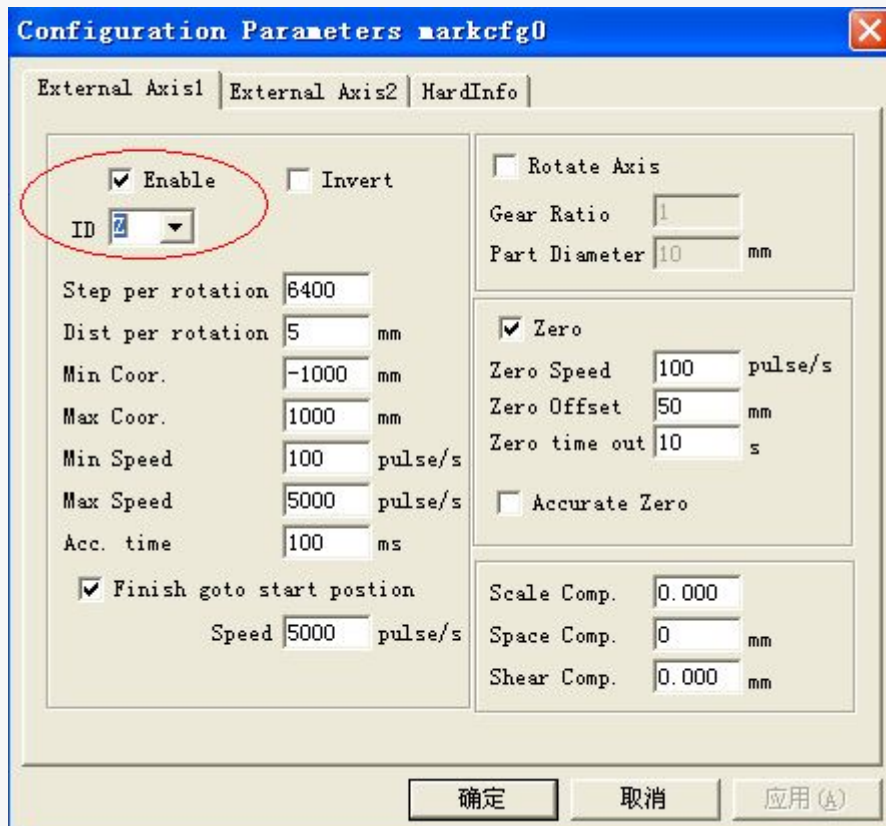 Configuration Parameters markcfg0
External Axis1 External Axis2 HardInfo
Enable Invert
ID Z
Step per rotation 6400
Dist per rotation 5 mm
Min Coor. -1000 mm
Max Coor. 1000 mm
Min Speed 100 pulse/s
Max Speed 5000 pulse/s
Acc. time 100 ms
Finish goto start postion
Speed 5000 pulse/s
Rotate Axis
Gear Ratio 1
Part Diameter 10 mm
Zero
Zero Speed 100 pulse/s
Zero Offset 50 mm
Zero time out 10 s
Accurate Zero
Scale Comp. 0.000
Space Comp. 0 mm
Shear Comp. 0.000 mm
确定 取消 应用(A)